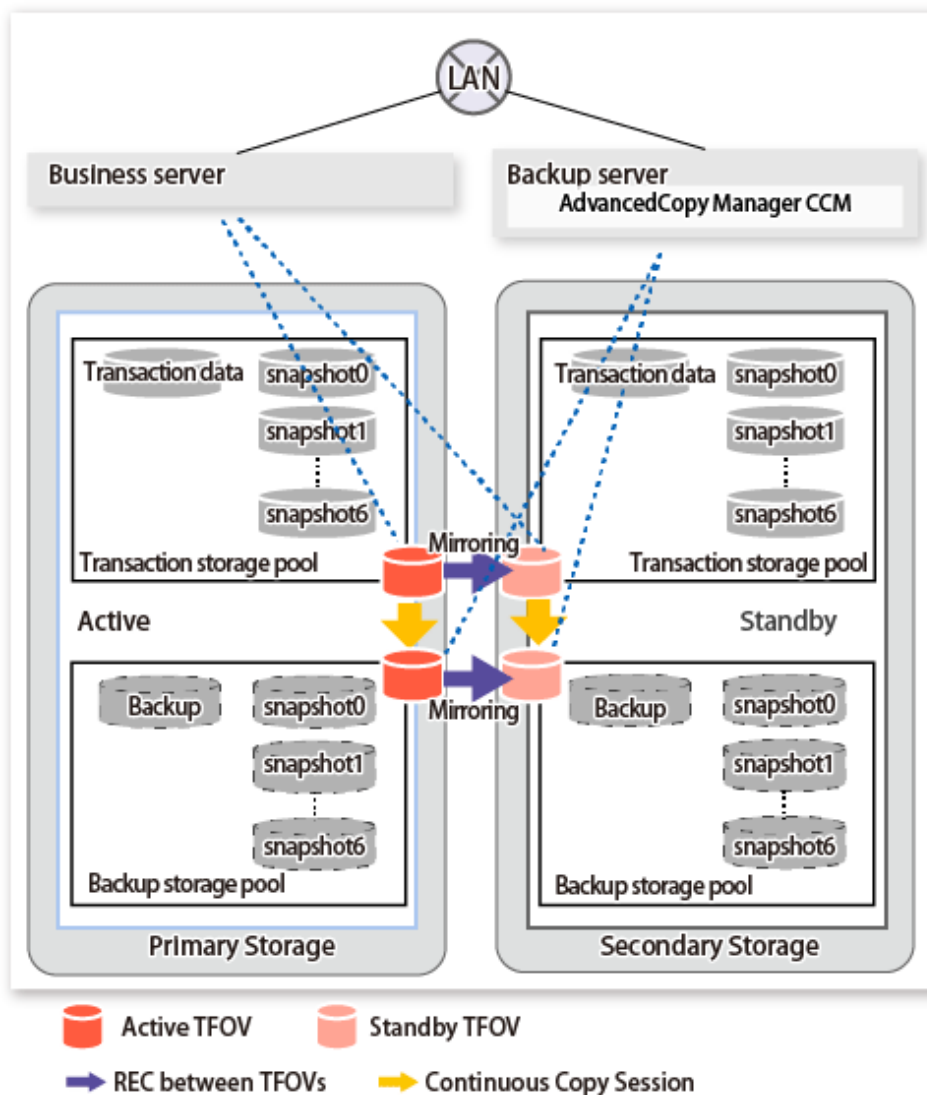 LAN
Business server
Backup server
AdvancedCopy Manager CCM
Transaction data
snapshot0
snapshot1
snapshot6
Transaction storage pool
Transaction data
snapshot0
snapshot1
snapshot6
Transaction storage pool
Mirroring
Active
Standby
Mirroring
Backup
snapshot0
snapshot1
snapshot6
Backup storage pool
Backup
snapshot0
snapshot1
snapshot6
Backup storage pool
Primary Storage
Secondary Storage
Active TFOV
Standby TFOV
REC between TFOVs
Continuous Copy Session